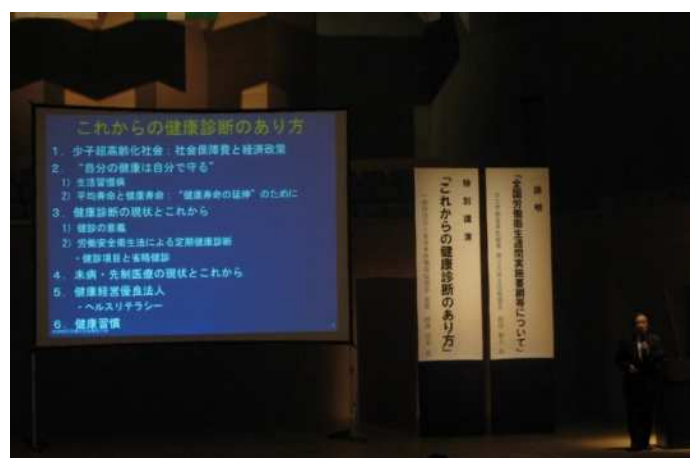 これからの健康診断のあり方
1．少子超高齢化社会：社会保障費と経済政策
2．“自分の健康は自分で守る”
1）生活習慣病
2）平均寿命と健康寿命：“健康寿命の延伸”のために
3．健康診断の現状とこれから
1）健診の意義
2）労働安全衛生法による定期健康診断
・健診項目と省略健診
4．未病・先制医療の現状とこれから
5．健康経営優良法人
・ヘルスリテラシー
6．健康習慣
特別講演
「これからの健康診断のあり方」
説明
「全国労働衛生週間実施要綱等について」